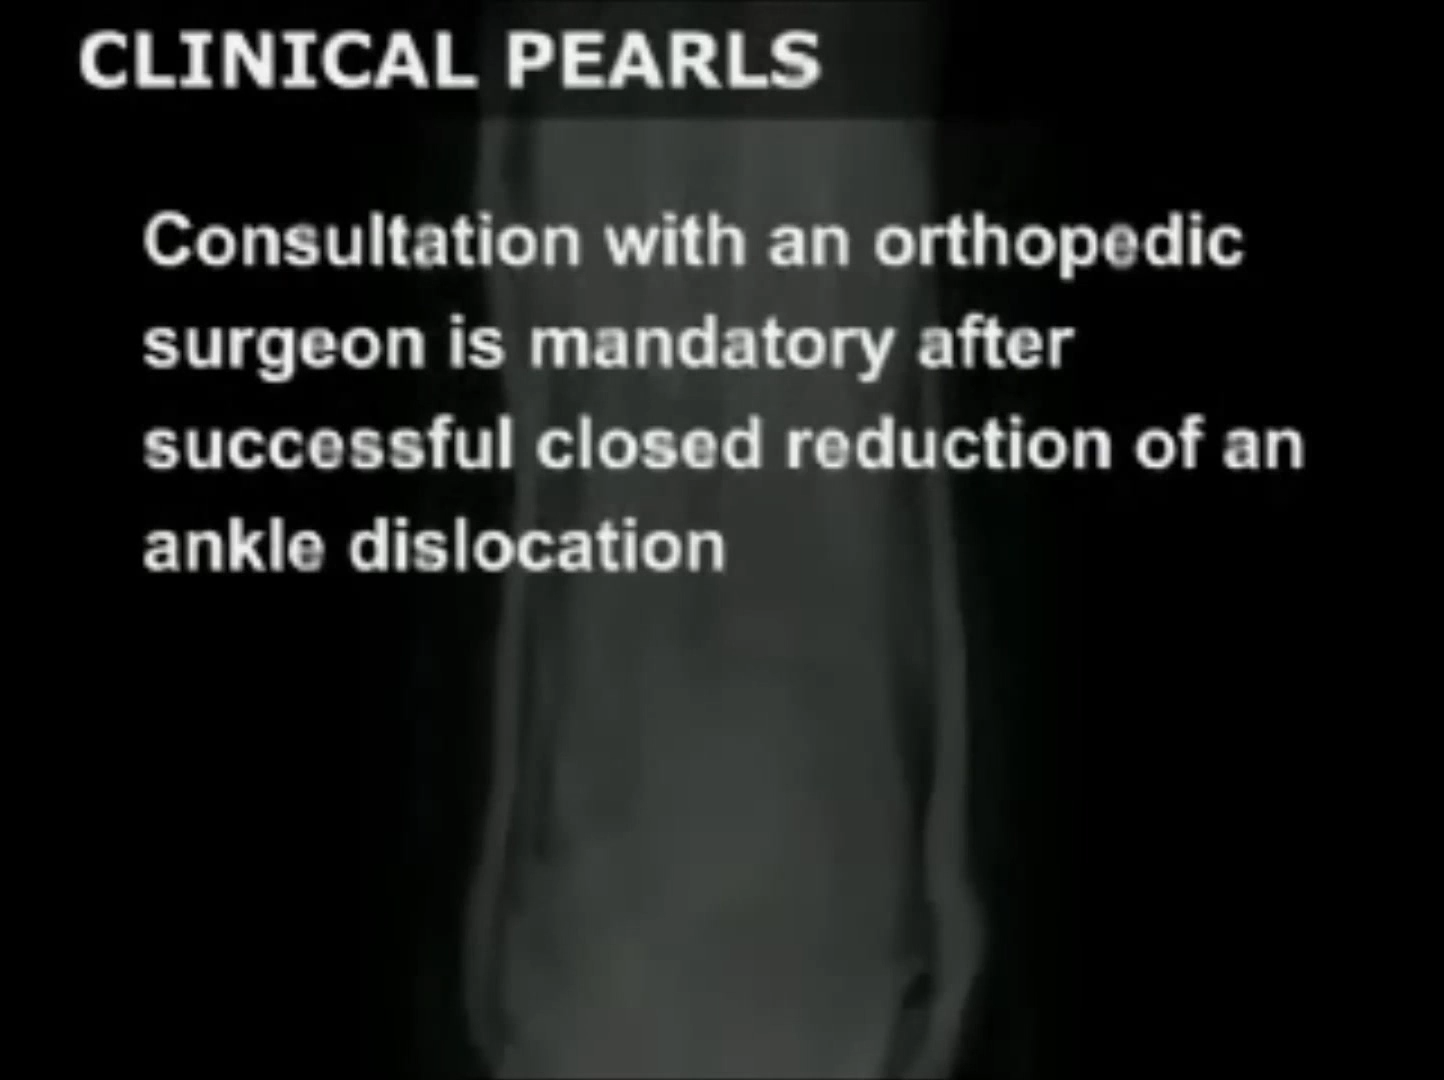 CLINICAL PEARLS
Consultation with an orthopedic
surgeon is mandatory after
successful closed reduction of an
ankle dislocation